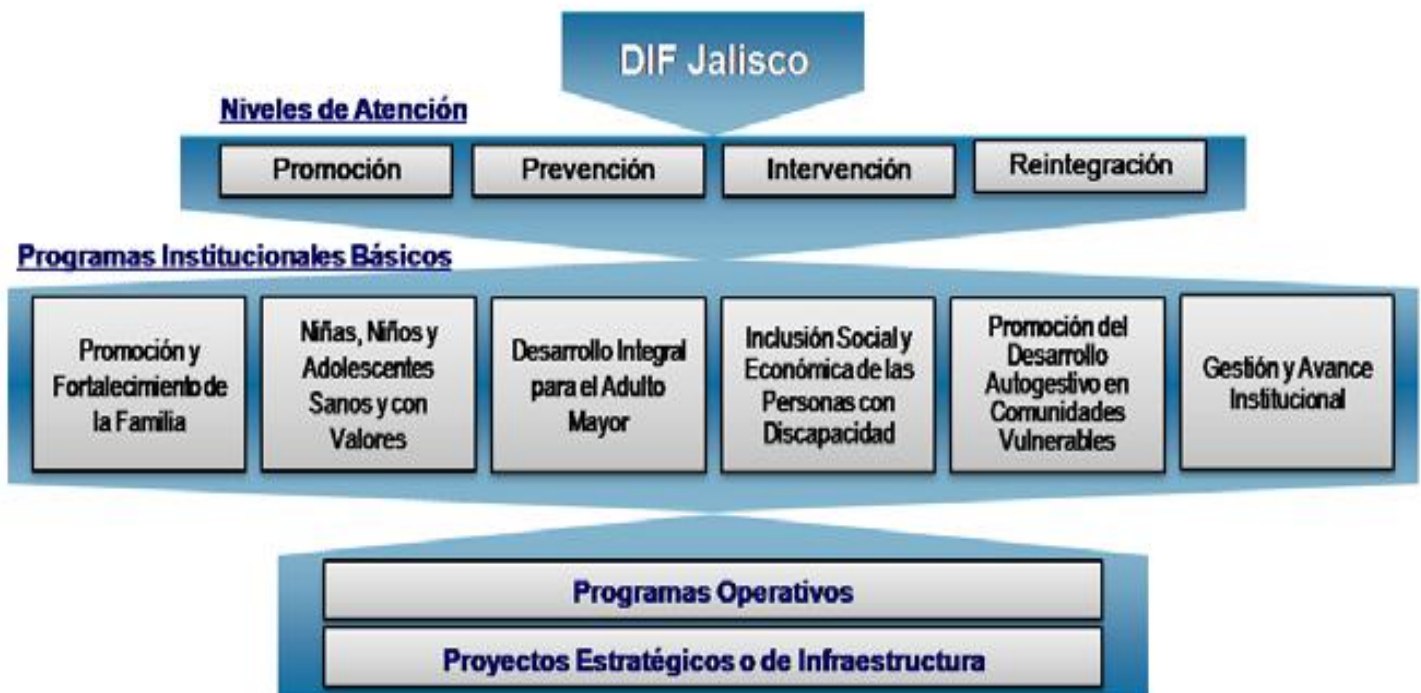 DIF Jalisco
Niveles de Atención
Promoción
Prevención
Intervención
Reintegración
Programas Institucionales Básicos
Promoción y
Fortalecimiento de
la Familia
Niñas, Niños y
Adolescentes
Sanos y con
Valores
Desarrollo Integral
para el Adulto
Mayor
Inclusión Social y
Económica de las
Personas con
Discapacidad
Promoción del
Desarrollo
Autogestivo en
Comunidades
Vulnerables
Gestión y Avance
Institucional
Programas Operativos
Proyectos Estratégicos o de Infraestructura